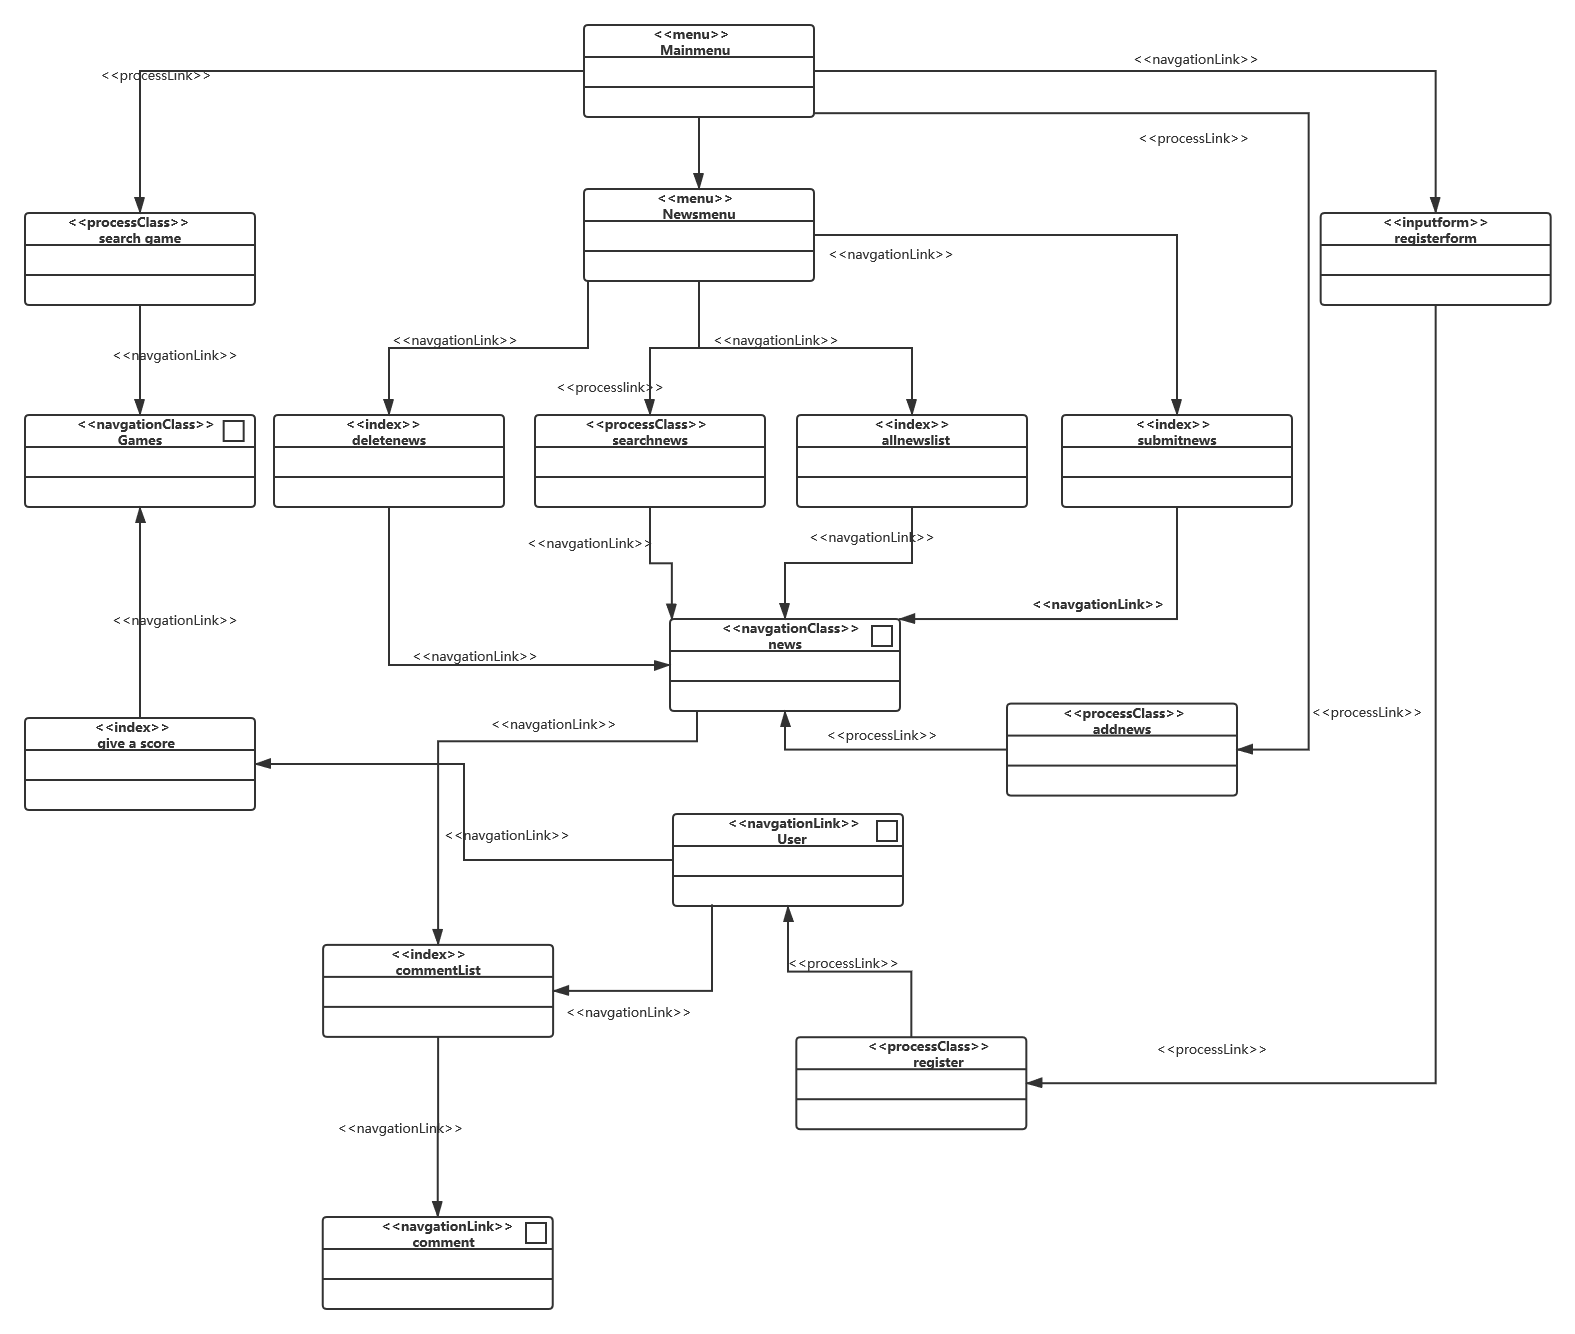 <<menu>>
Mainmenu
<<processLink>>
<<navgationLink>>
<<processLink>>
<<menu>>
Newsmenu
<<processClass>>
search game
<<inputform>>
registerform
<<navgationLink>>
<<navgationLink>>
<<navgationLink>>
<<navgationLink>>
<<processlink>>
<<navgationClass>>
Games
<<index>>
deletenews
<<processClass>>
searchnews
<<index>>
allnewslist
<<index>>
submitnews
<<navgationLink>>
<<navgationLink>>
<<navgationLink>>
<<navgationLink>>
<<navgationClass>>
news
<<navgationLink>>
<<navgationLink>>
<<processClass>>
addnews
<<processLink>>
<<index>>
give a score
<<processLink>>
<<navgationLink>>
<<navgationLink>>
User
<<index>>
commentList
<<processLink>>
<<navgationLink>>
<<processClass>>
register
<<processLink>>
<<navgationLink>>
<<navgationLink>>
comment